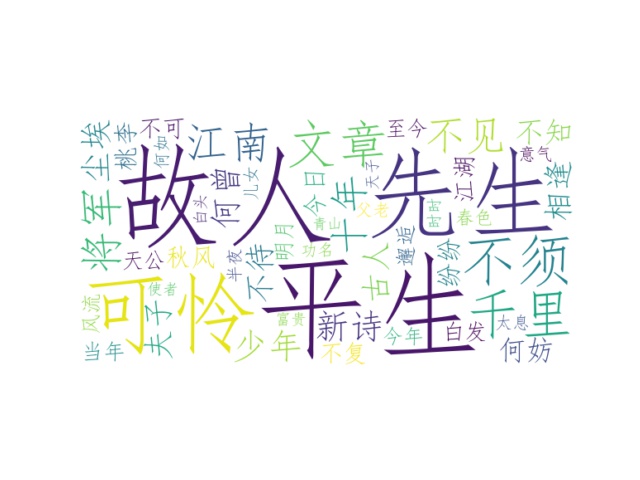 故人
先生
平生
可怜
不须
千里
将军
文章
江南
不见
十年
少年
何曾
新诗
尘埃
桃李
不可
何如
至今
不知
意气
天子
江湖
相逢
今日
儿女
白头
父老
春色
青山
明月
功名
不待
半夜
古人
邂逅
纷纷
天公
秋风
使者
夫子
风流
当年
富贵
不复
今年
白发
太息
何妨